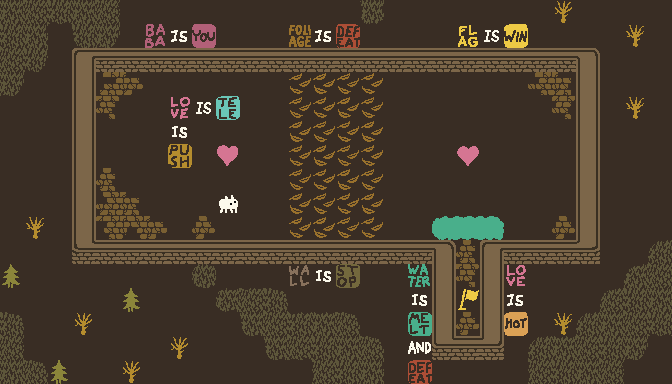 BABA IS YOU
FOLIAGE IS DEFEAT
FLAG IS WIN
LOVE IS TELE
IS
PUSH
WALL IS STOP
WATER
IS
MELT
AND
DEFEAT
LOVE
IS
HOT